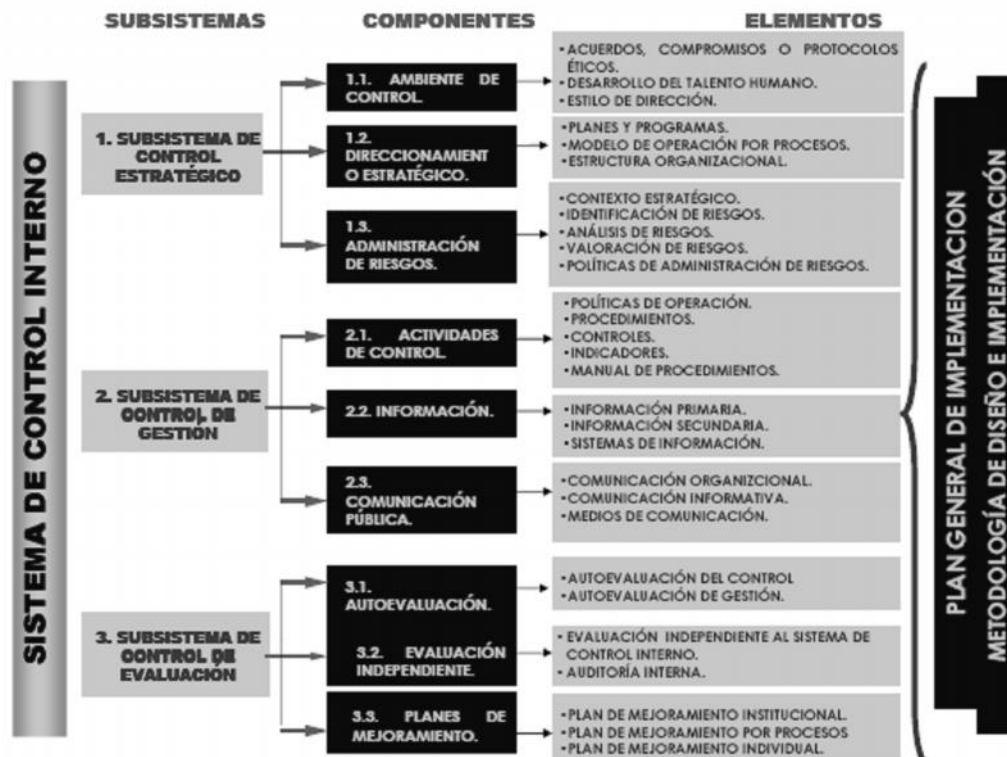 SUBSISTEMAS
COMPONENTES
ELEMENTOS
SISTEMA DE CONTROL INTERNO
1. SUBSISTEMA DE
CONTROL
ESTRATÉGICO
1.1. AMBIENTE DE
CONTROL.
• ACUERDOS, COMPROMISOS O PROTOCOLOS
ÉTICOS.
• DESARROLLO DEL TALENTO HUMANO.
• ESTILO DE DIRECCIÓN.
1.2.
DIRECCIONAMIENT
O ESTRATÉGICO.
• PLANES Y PROGRAMAS.
• MODELO DE OPERACIÓN POR PROCESOS.
• ESTRUCTURA ORGANIZACIONAL.
1.3.
ADMINISTRACIÓN
DE RIESGOS.
• CONTEXTO ESTRATÉGICO.
• IDENTIFICACIÓN DE RIESGOS.
• ANÁLISIS DE RIESGOS.
• VALORACIÓN DE RIESGOS.
• POLÍTICAS DE ADMINISTRACIÓN DE RIESGOS.
2. SUBSISTEMA DE
CONTROL DE
GESTIÓN
2.1. ACTIVIDADES
DE CONTROL.
• POLÍTICAS DE OPERACIÓN.
• PROCEDIMIENTOS.
• CONTROLES.
• INDICADORES.
• MANUAL DE PROCEDIMIENTOS.
2.2. INFORMACIÓN.
• INFORMACIÓN PRIMARIA.
• INFORMACIÓN SECUNDARIA.
• SISTEMAS DE INFORMACIÓN.
2.3.
COMUNICACIÓN
PÚBLICA.
• COMUNICACIÓN ORGANIZCIONAL.
• COMUNICACIÓN INFORMATIVA.
• MEDIOS DE COMUNICACIÓN.
3. SUBSISTEMA DE
CONTROL DE
EVALUACIÓN
3.1.
AUTOEVALUACIÓN.
• AUTOEVALUACIÓN DEL CONTROL
• AUTOEVALUACIÓN DE GESTIÓN.
3.2. EVALUACIÓN
INDEPENDIENTE.
• EVALUACIÓN INDEPENDIENTE AL SISTEMA DE
CONTROL INTERNO.
• AUDITORÍA INTERNA.
3.3. PLANES DE
MEJORAMIENTO.
• PLAN DE MEJORAMIENTO INSTITUCIONAL.
• PLAN DE MEJORAMIENTO POR PROCESOS
• PLAN DE MEJORAMIENTO INDIVIDUAL.
PLAN GENERAL DE IMPLEMENTACION
METODOLOGÍA DE DISEÑO E IMPLEMENTACIÓN